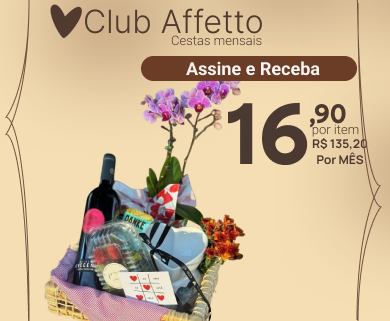 Club Affetto
Cestas mensais
Assine e Receba
16,90
por item
R$ 135,20
Por MÊS